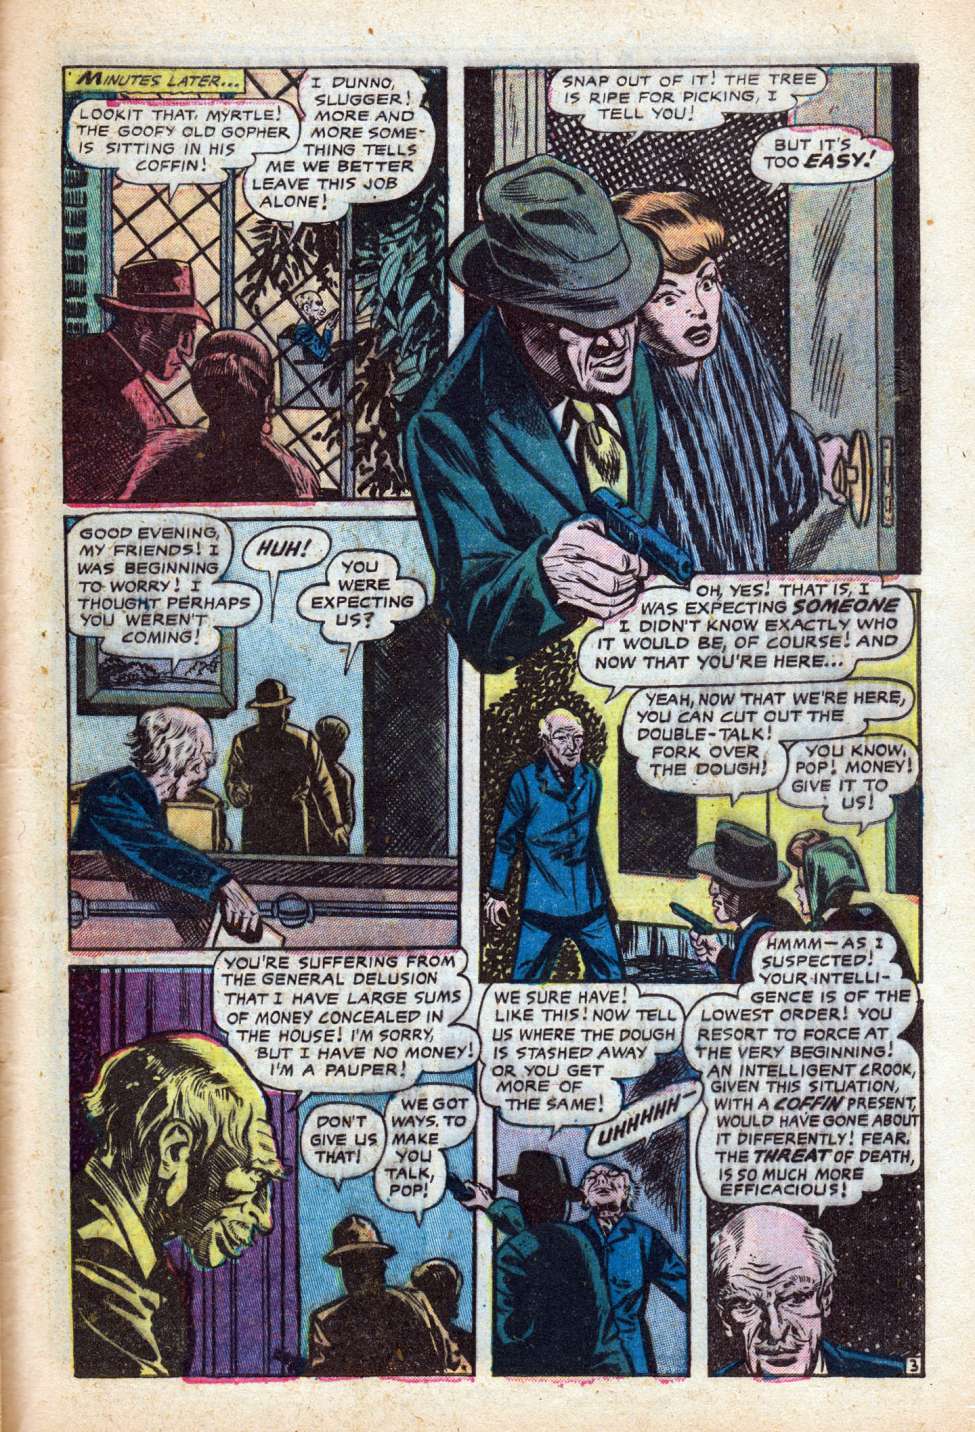 MINUTES LATER...
LOOKIT THAT, MYRTLE!
THE GOOFY OLD GOPHER
IS SITTING IN HIS
COFFIN!
I DUNNO,
SLUGGER!
MORE AND
MORE SOME-
THING TELLS
ME WE BETTER
LEAVE THIS JOB
ALONE!
SNAP OUT OF IT! THE TREE
IS RIPE FOR PICKING, I
TELL YOU!
BUT IT'S
TOO EASY!
GOOD EVENING,
MY FRIENDS! I
WAS BEGINNING
TO WORRY! I
THOUGHT PERHAPS
YOU WEREN'T
COMING!
HUH!
YOU
WERE
EXPECTING
US?
OH, YES! THAT IS, I
WAS EXPECTING SOMEONE
I DIDN'T KNOW EXACTLY WHO
IT WOULD BE, OF COURSE! AND
NOW THAT YOU'RE HERE...
YEAH, NOW THAT WE'RE HERE,
YOU CAN CUT OUT THE
DOUBLE-TALK!
FORK OVER
THE DOUGH!
YOU KNOW,
POP! MONEY!
GIVE IT TO
US!
YOU'RE SUFFERING FROM
THE GENERAL DELUSION
THAT I HAVE LARGE SUMS
OF MONEY CONCEALED IN
THE HOUSE! I'M SORRY,
BUT I HAVE NO MONEY!
I'M A PAUPER!
DON'T
GIVE US
THAT!
WE GOT
WAYS. TO
MAKE
YOU
TALK,
POP!
WE SURE HAVE!
LIKE THIS! NOW TELL
US WHERE THE DOUGH
IS STASHED AWAY
OR YOU GET
MORE OF
THE SAME!
UHHHHH-
HMMM-AS I
SUSPECTED!
YOUR INTELLI-
GENCE IS OF THE
LOWEST ORDER! YOU
RESORT TO FORCE AT
THE VERY BEGINNING!
AN INTELLIGENT CROOK,
GIVEN THIS SITUATION,
WITH A COFFIN PRESENT,
WOULD HAVE GONE ABOUT
IT DIFFERENTLY! FEAR,
THE THREAT OF DEATH,
IS SO MUCH MORE
EFFICACIOUS!
3